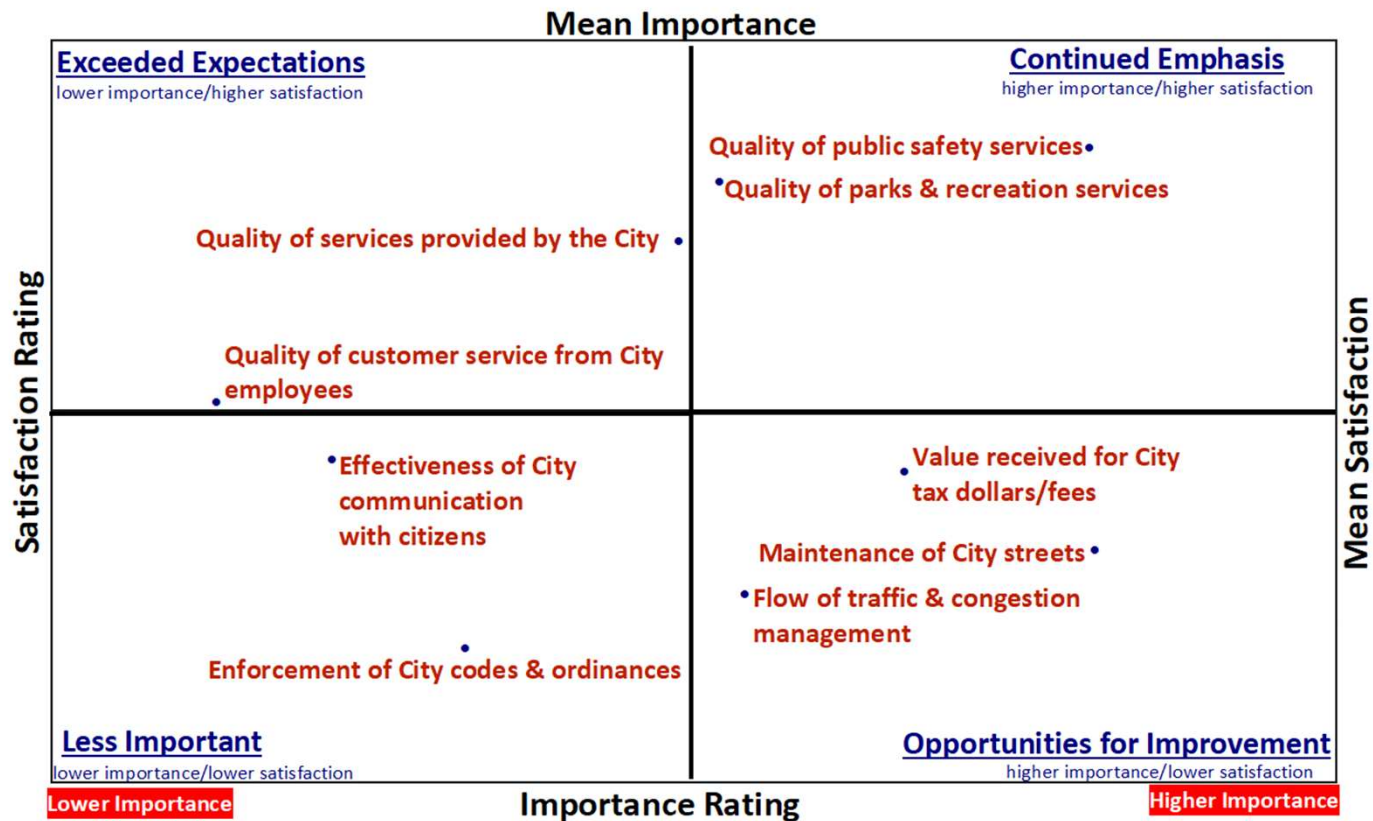 Mean Importance
Exceeded Expectations
lower importance/higher satisfaction
Continued Emphasis
higher importance/higher satisfaction
Quality of public safety services
Quality of parks & recreation services
Quality of services provided by the City
Quality of customer service from City
employees
Satisfaction Rating
Mean Satisfaction
Effectiveness of City
communication
with citizens
Value received for City
tax dollars/fees
Maintenance of City streets
Flow of traffic & congestion
management
Enforcement of City codes & ordinances
Less Important
lower importance/lower satisfaction
Opportunities for Improvement
higher importance/lower satisfaction
Lower Importance
Importance Rating
Higher Importance